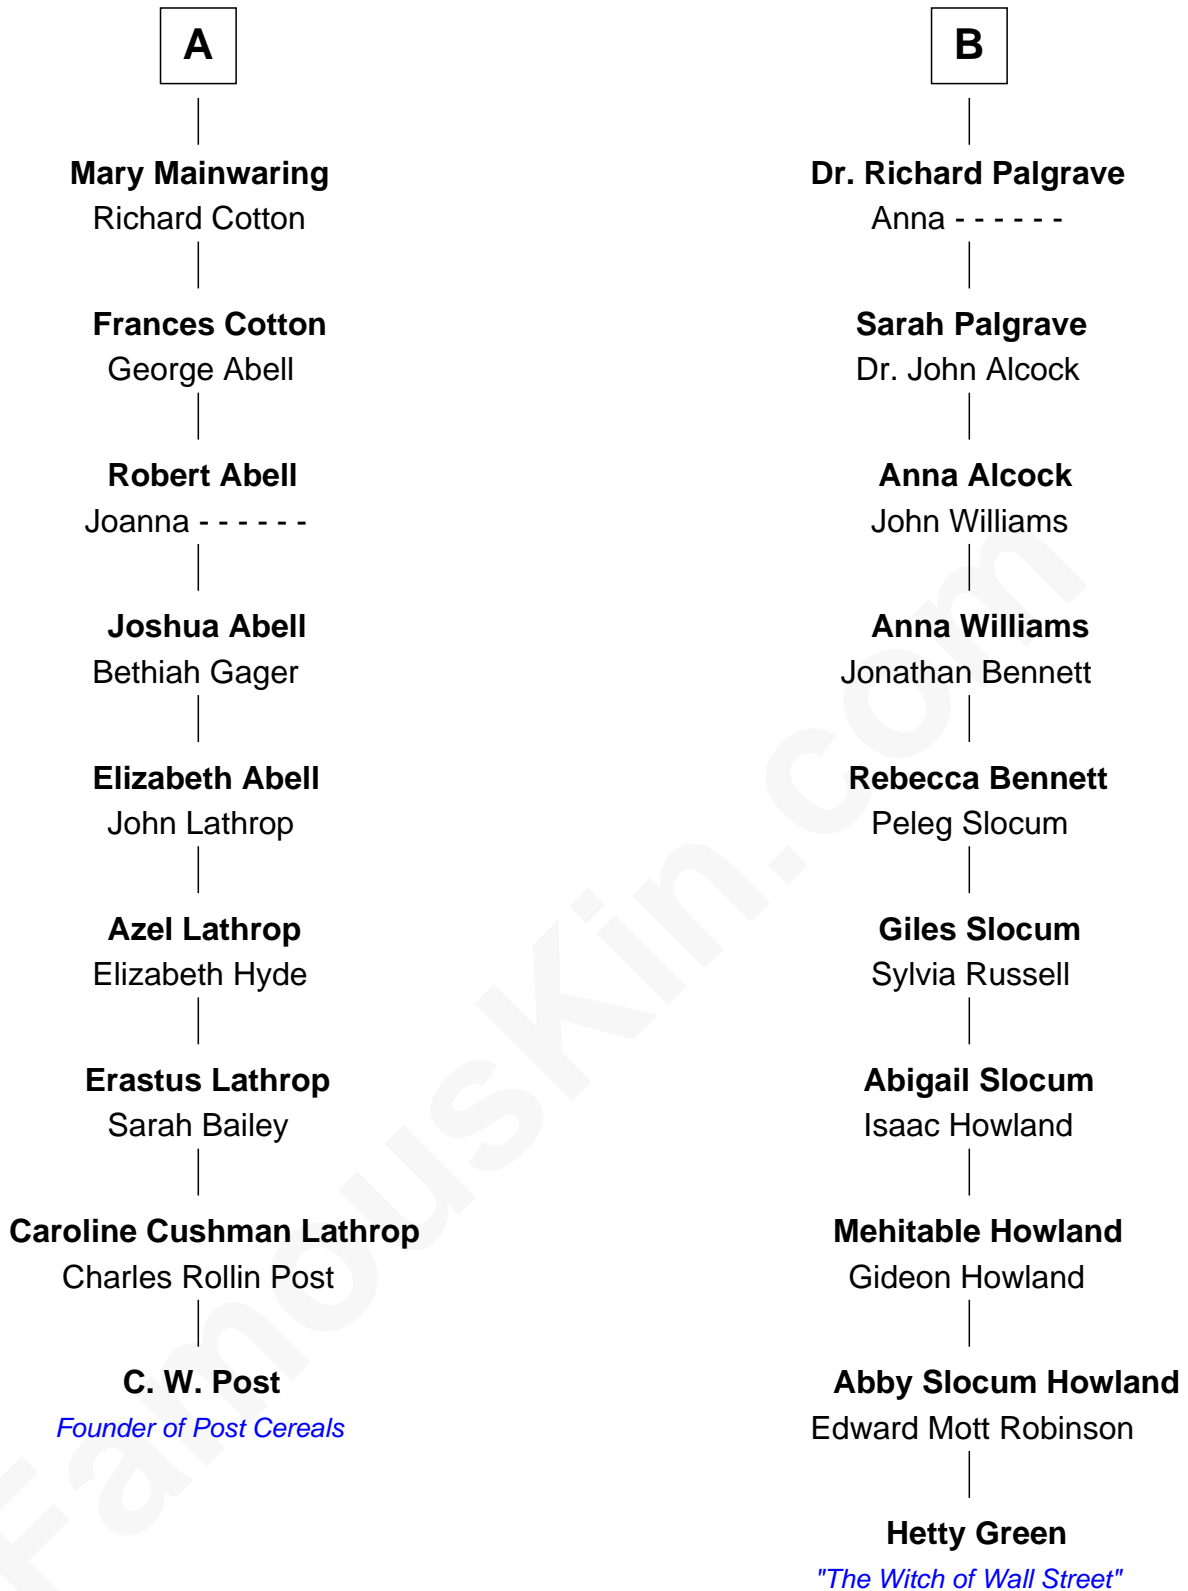 A
Mary Mainwaring
Richard Cotton
Frances Cotton
George Abell
Robert Abell
Joanna - - - - - -
Joshua Abell
Bethiah Gager
Elizabeth Abell
John Lathrop
Azel Lathrop
Elizabeth Hyde
Erastus Lathrop
Sarah Bailey
Caroline Cushman Lathrop
Charles Rollin Post
C. W. Post
Founder of Post Cereals
B
Dr. Richard Palgrave
Anna - - - - - -
Sarah Palgrave
Dr. John Alcock
Anna Alcock
John Williams
Anna Williams
Jonathan Bennett
Rebecca Bennett
Peleg Slocum
Giles Slocum
Sylvia Russell
Abigail Slocum
Isaac Howland
Mehitable Howland
Gideon Howland
Abby Slocum Howland
Edward Mott Robinson
Hetty Green
"The Witch of Wall Street"
FamousKin.com